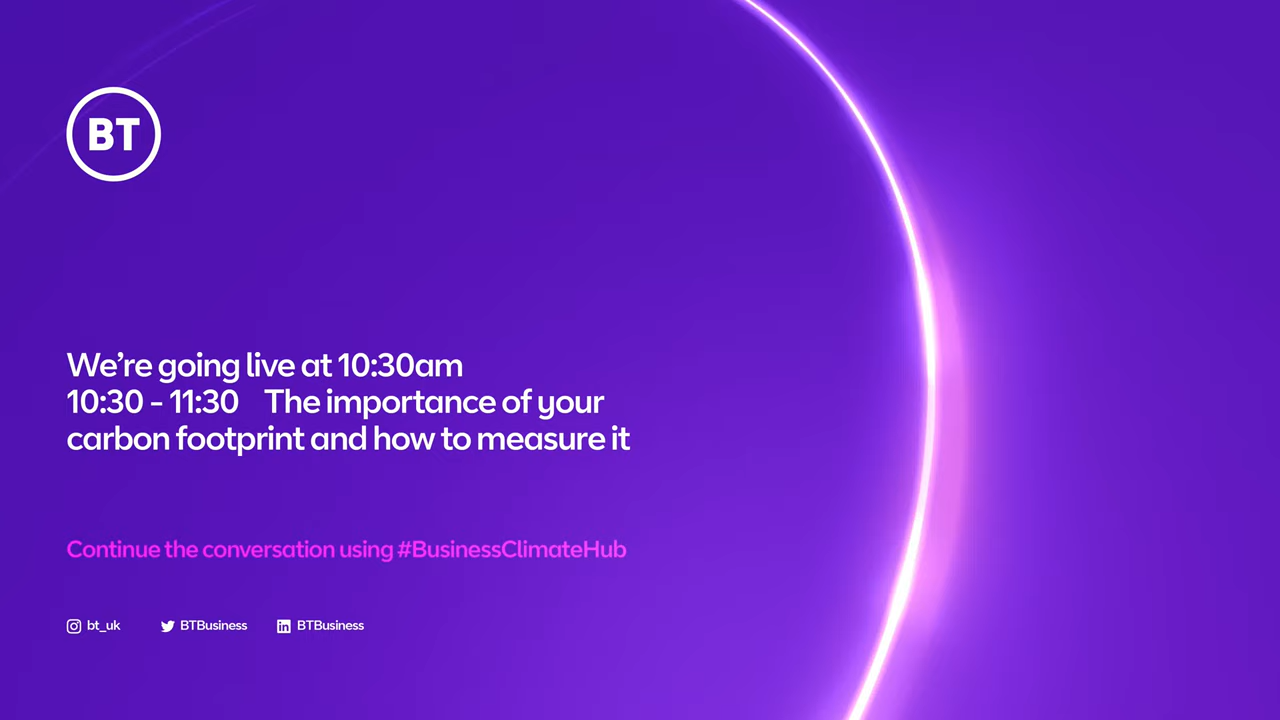 BT
We're going live at 10:30am
10:30 - 11:30 The importance of your
carbon footprint and how to measure it
Continue the conversation using #BusinessClimateHub
bt_uk BTBusiness BTBusiness